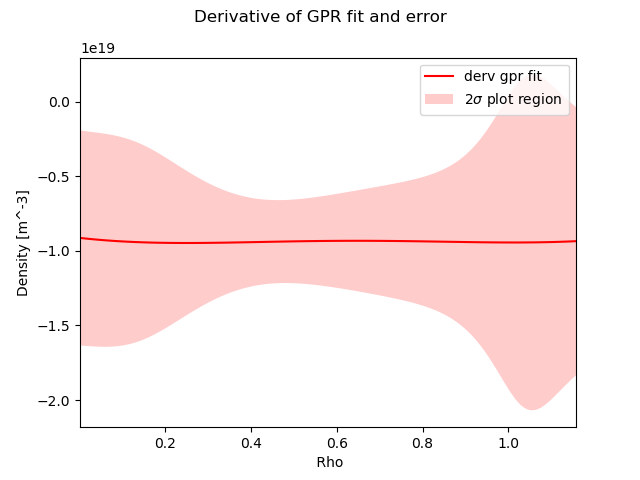 Derivative of GPR fit and error
1e19
derv gpr fit
2σ plot region
0.0
−0.5
−1.0
−1.5
−2.0
Density [m^-3]
0.2 0.4 0.6 0.8 1.0
Rho